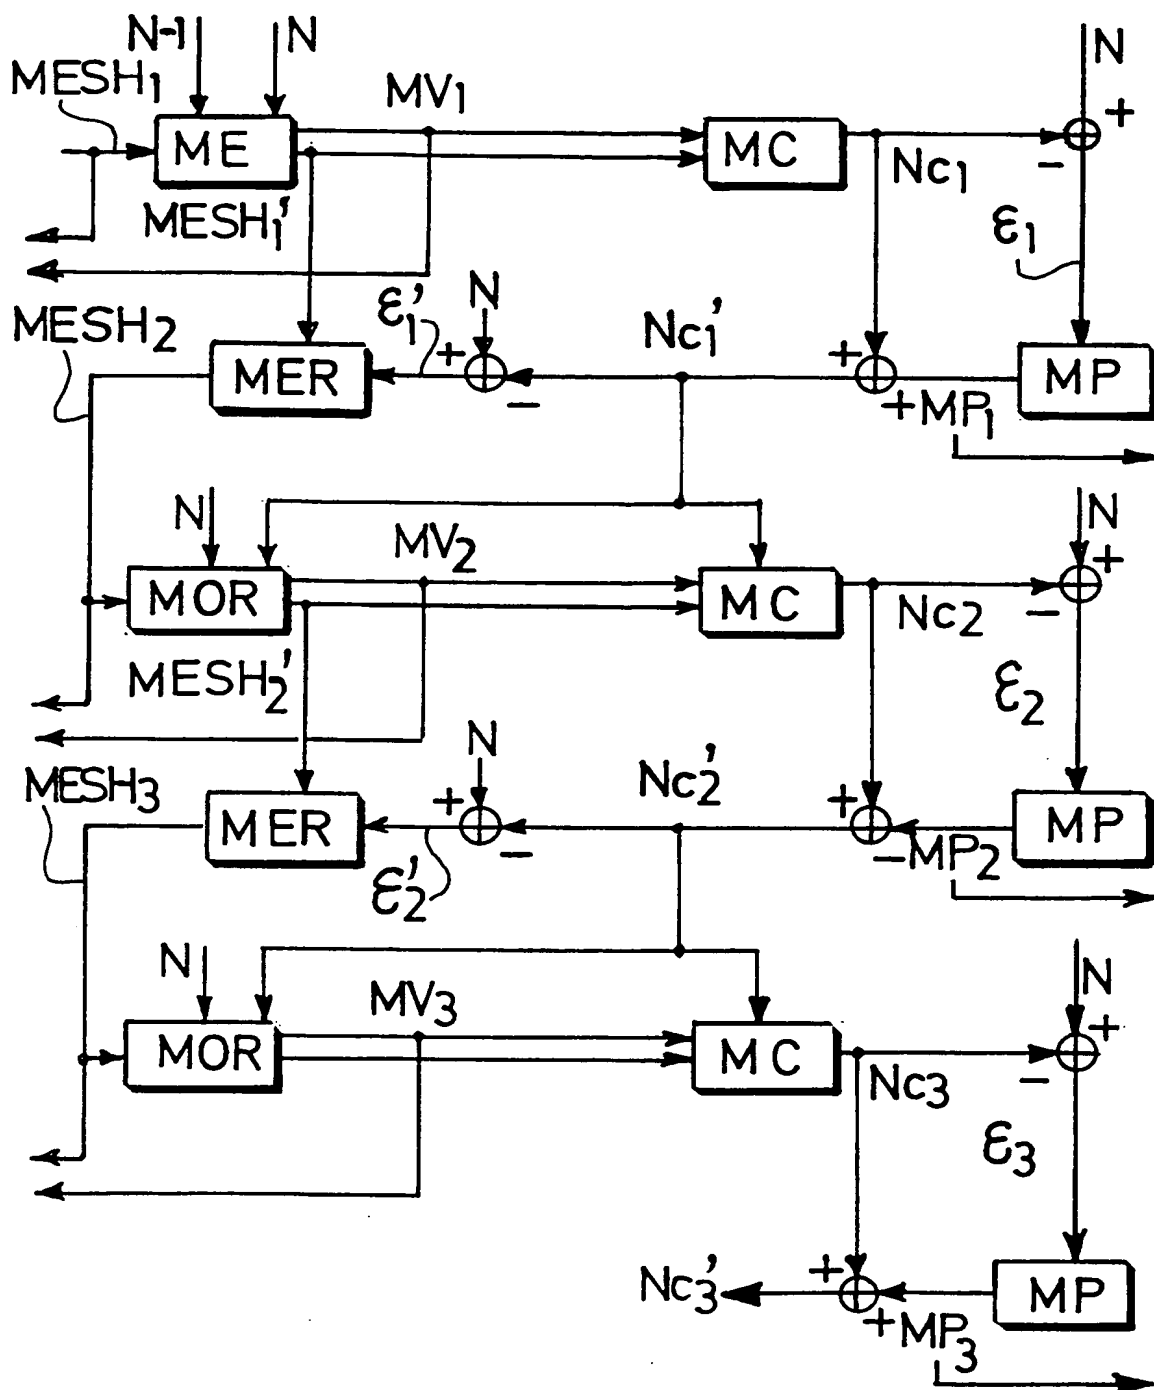 N-1 N N
MESH1 MV1 +
ME MC
Nc1 -
MESH1' ε1
N
MESH2 ε1' Nc1'
+ +
MER MP
- +MP1
N N
MV2 +
MOR MC
Nc2 -
MESH2' ε2
N
MESH3 Nc2'
+ +
MER MP
- -MP2
ε2'
N N
MV3 +
MOR MC
Nc3 -
ε3
+
Nc3' MP
+MP3